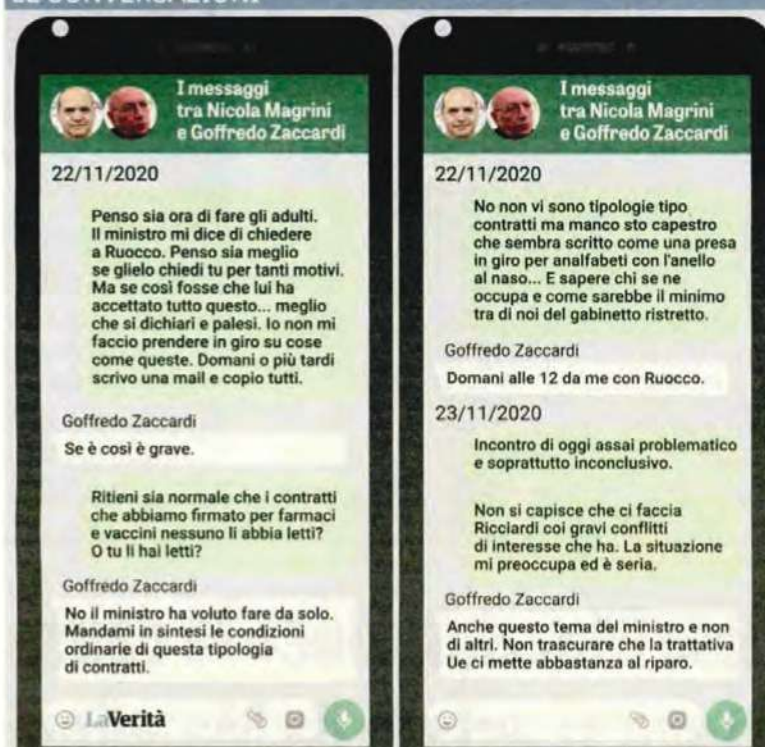 LE CONVERSAZIONI
I messaggi
tra Nicola Magrini
e Goffredo Zaccardi
22/11/2020
Penso sia ora di fare gli adulti.
Il ministro mi dice di chiedere
a Ruocco. Penso sia meglio
se glielo chiedi tu per tanti motivi.
Ma se così fosse che lui ha
accettato tutto questo... meglio
che si dichiari e palesi. Io non mi
faccio prendere in giro su cose
come queste. Domani o più tardi
scrivo una mail e copio tutti.
Goffredo Zaccardi
Se è così è grave.
Ritieni sia normale che i contratti
che abbiamo firmato per farmaci
e vaccini nessuno li abbia letti?
O tu li hai letti?
Goffredo Zaccardi
No il ministro ha voluto fare da solo.
Mandami in sintesi le condizioni
ordinarie di questa tipologia
di contratti.
LaVerità
I messaggi
tra Nicola Magrini
e Goffredo Zaccardi
22/11/2020
No non vi sono tipologie tipo
contratti ma manco sto capestro
che sembra scritto come una presa
in giro per analfabeti con l'anello
al naso... E sapere chi se ne
occupa e come sarebbe il minimo
tra di noi del gabinetto ristretto.
Goffredo Zaccardi
Domani alle 12 da me con Ruocco.
23/11/2020
Incontro di oggi assai problematico
e soprattutto inconclusivo.
Non si capisce che ci faccia
Ricciardi coi gravi conflitti
di interesse che ha. La situazione
mi preoccupa ed è seria.
Goffredo Zaccardi
Anche questo tema del ministro e non
di altri. Non trascurare che la trattativa
Ue ci mette abbastanza al riparo.